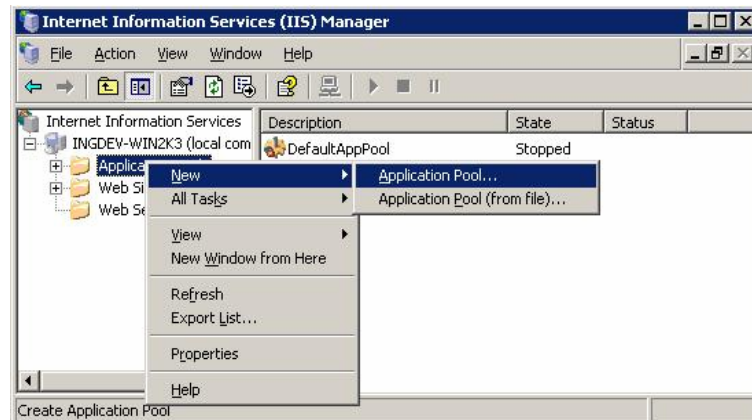 Internet Information Services (IIS) Manager
File Action View Window Help
Internet Information Services
INGDEV-WIN2K3 (local com
Applica
Web Si
Web Se
Description State Status
DefaultAppPool Stopped
New
All Tasks
View
New Window from Here
Refresh
Export List...
Properties
Help
Application Pool...
Application Pool (from file)...
Create Application Pool